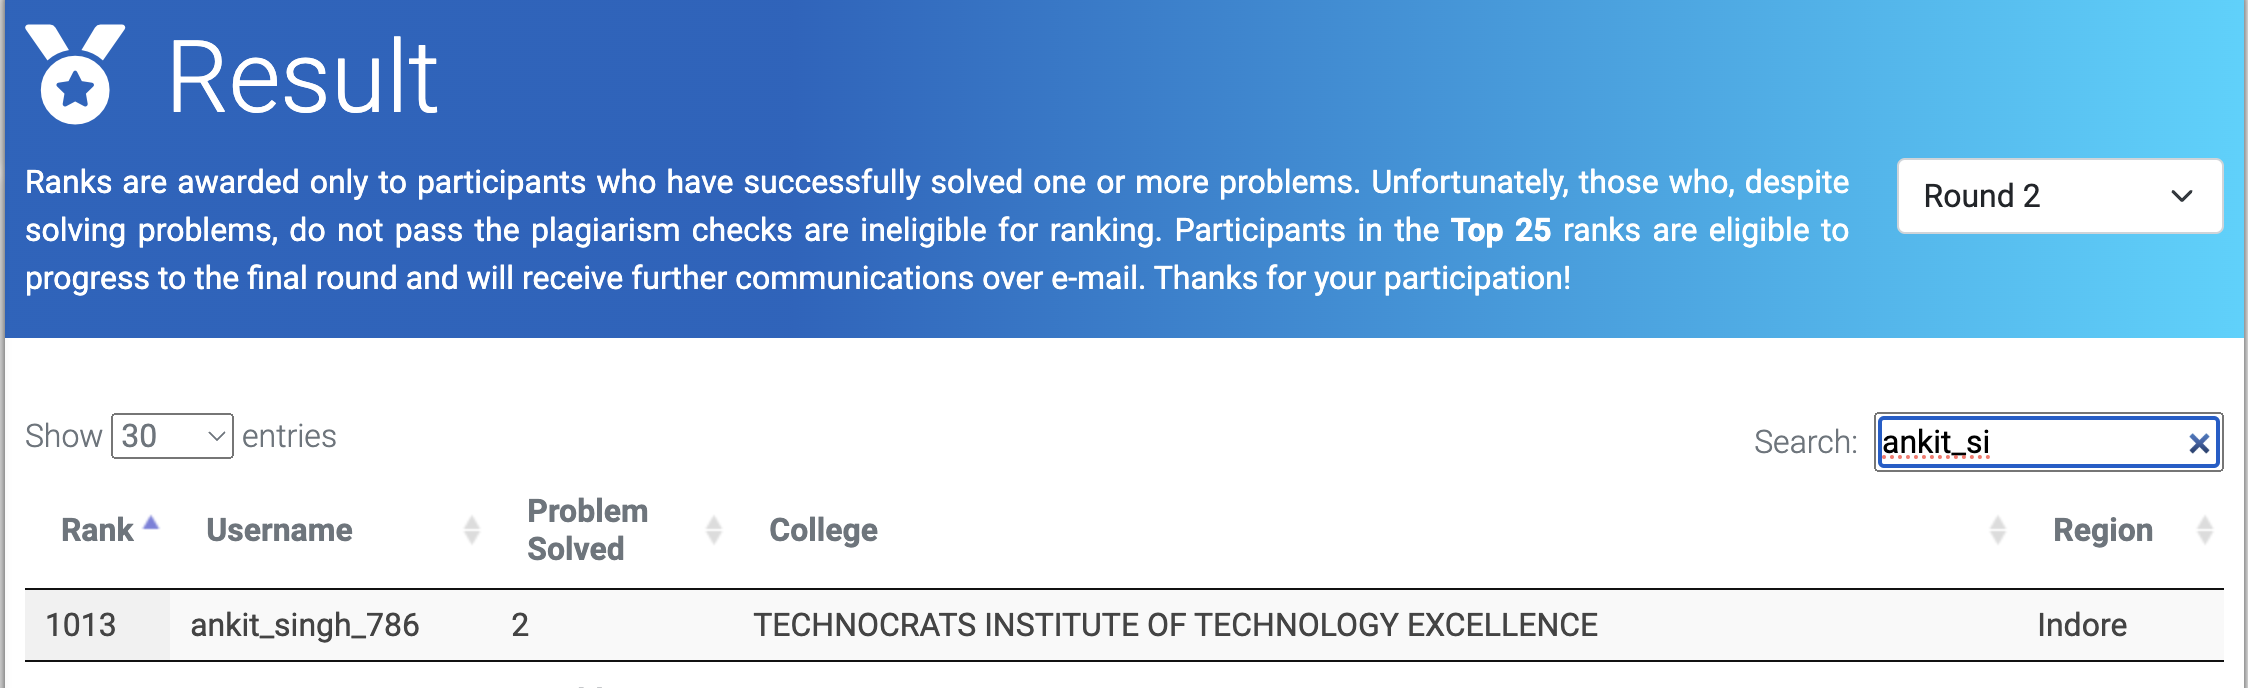 Result
Ranks are awarded only to participants who have successfully solved one or more problems. Unfortunately, those who, despite
solving problems, do not pass the plagiarism checks are ineligible for ranking. Participants in the Top 25 ranks are eligible to
progress to the final round and will receive further communications over e-mail. Thanks for your participation!
Round 2
Show 30 entries
Search: ankit_si
Rank Username Problem Solved College Region
1013 ankit_singh_786 2 TECHNOCRATS INSTITUTE OF TECHNOLOGY EXCELLENCE Indore